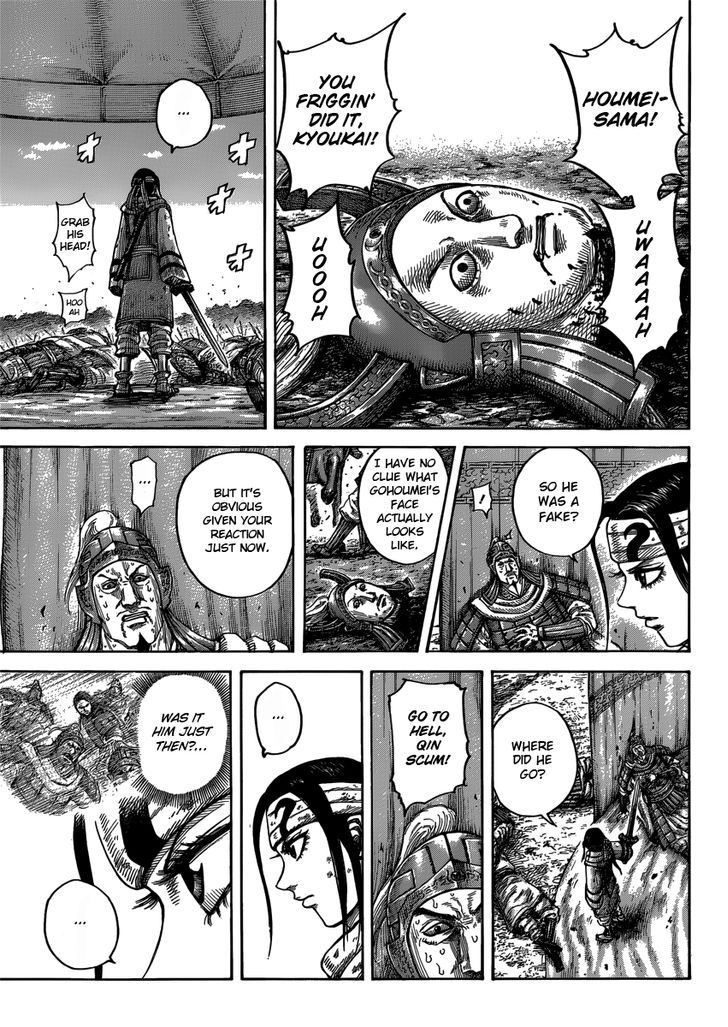 HOUMEI-
SAMA!
YOU
FRIGGIN'
DID IT,
KYOUKAI!
UWAAAAH
UOOOH
...
GRAB
HIS
HEAD!
HOO
AH
SO HE
WAS A
FAKE?
!
I HAVE NO
CLUE WHAT
GOHOUMEI'S
FACE
ACTUALLY
LOOKS
LIKE.
BUT IT'S
OBVIOUS
GIVEN YOUR
REACTION
JUST NOW.
...
WHERE
DID HE
GO?
GO TO
HELL,
QIN
SCUM!
...
WAS IT
HIM JUST
THEN?...
...